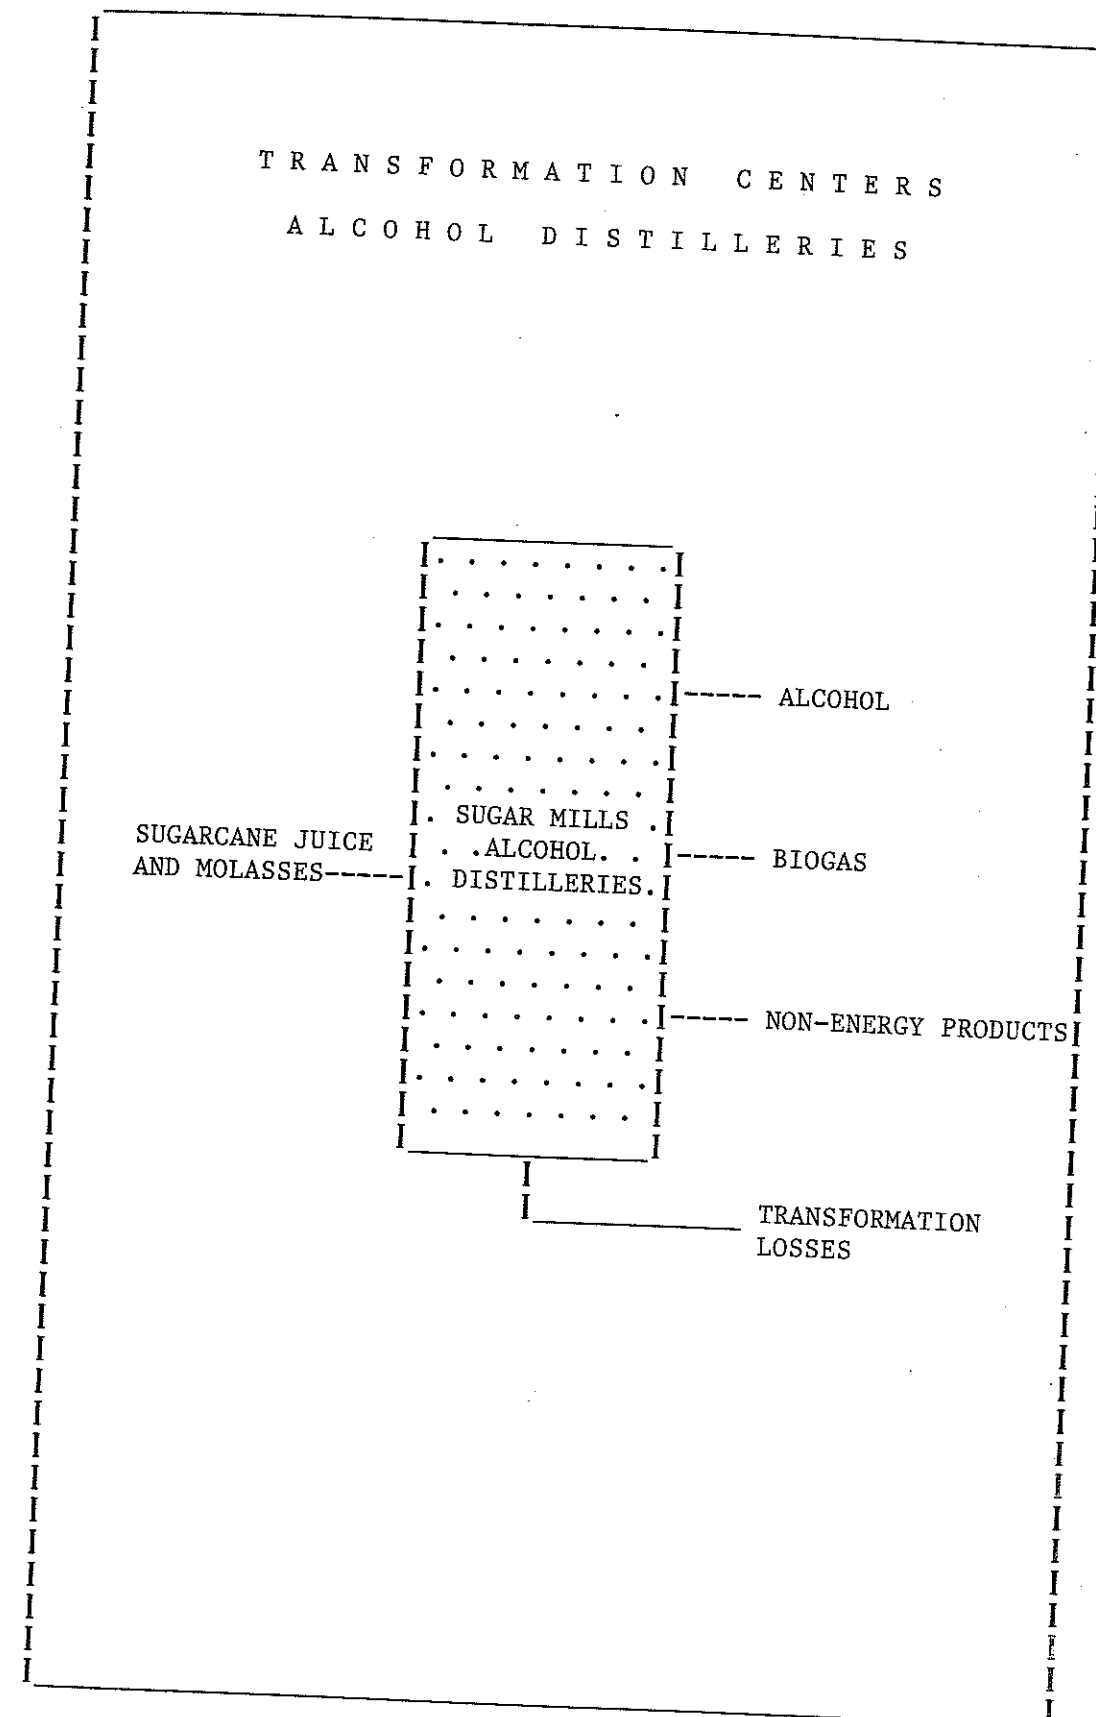 TRANSFORMATION CENTERS
ALCOHOL DISTILLERIES
ALCOHOL
SUGAR MILLS
ALCOHOL
DISTILLERIES
SUGARCANE JUICE
AND MOLASSES
BIOGAS
NON-ENERGY PRODUCTS
TRANSFORMATION
LOSSES